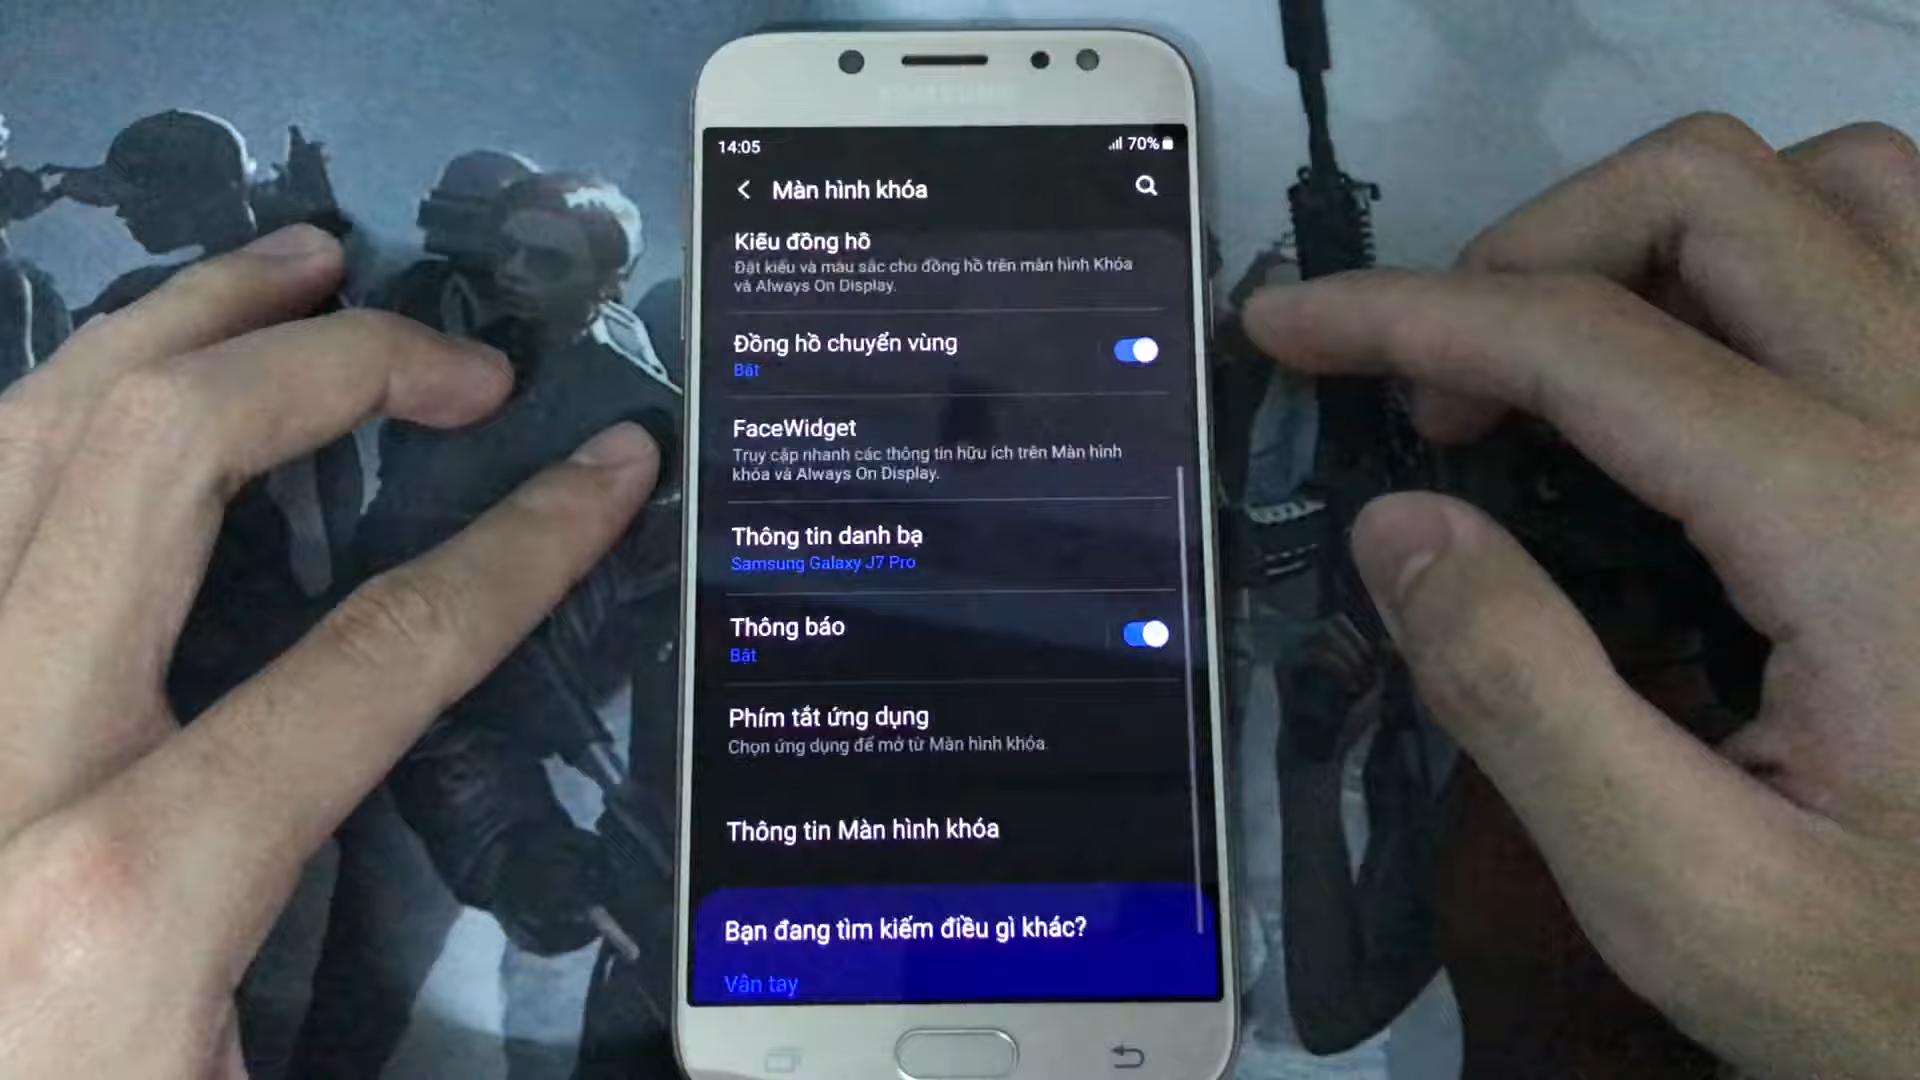 SAMSUNG
14:05
70%
Màn hình khóa
Kiểu đồng hồ
Đặt kiểu và màu sắc cho đồng hồ trên màn hình Khóa
và Always On Display.
Đồng hồ chuyển vùng
Bật
FaceWidget
Truy cập nhanh các thông tin hữu ích trên Màn hình
khóa và Always On Display.
Thông tin danh bạ
Samsung Galaxy J7 Pro
Thông báo
Bật
Phím tắt ứng dụng
Chọn ứng dụng để mở từ Màn hình khóa.
Thông tin Màn hình khóa
Bạn đang tìm kiếm điều gì khác?
Vân tay